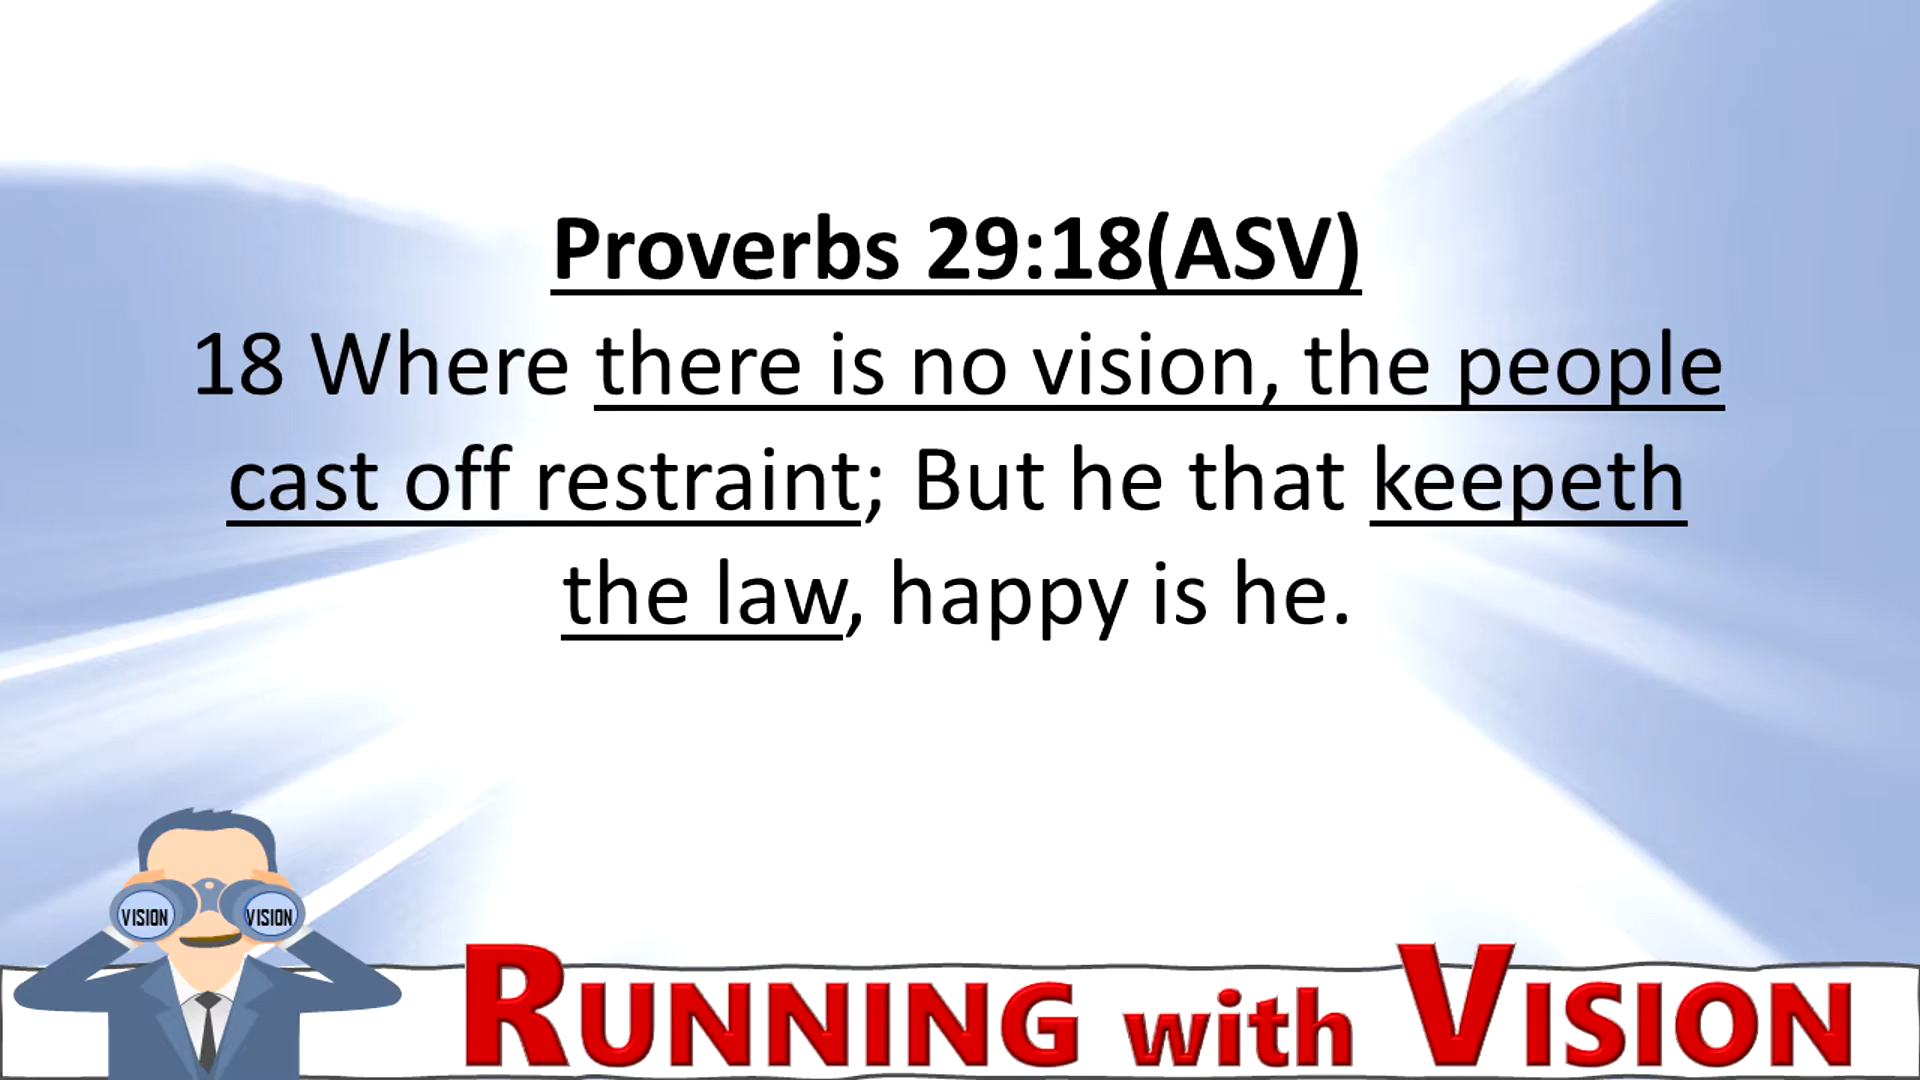 Proverbs 29:18(ASV)
18 Where there is no vision, the people
cast off restraint; But he that keepeth
the law, happy is he.
VISION VISION
RUNNING with VISION